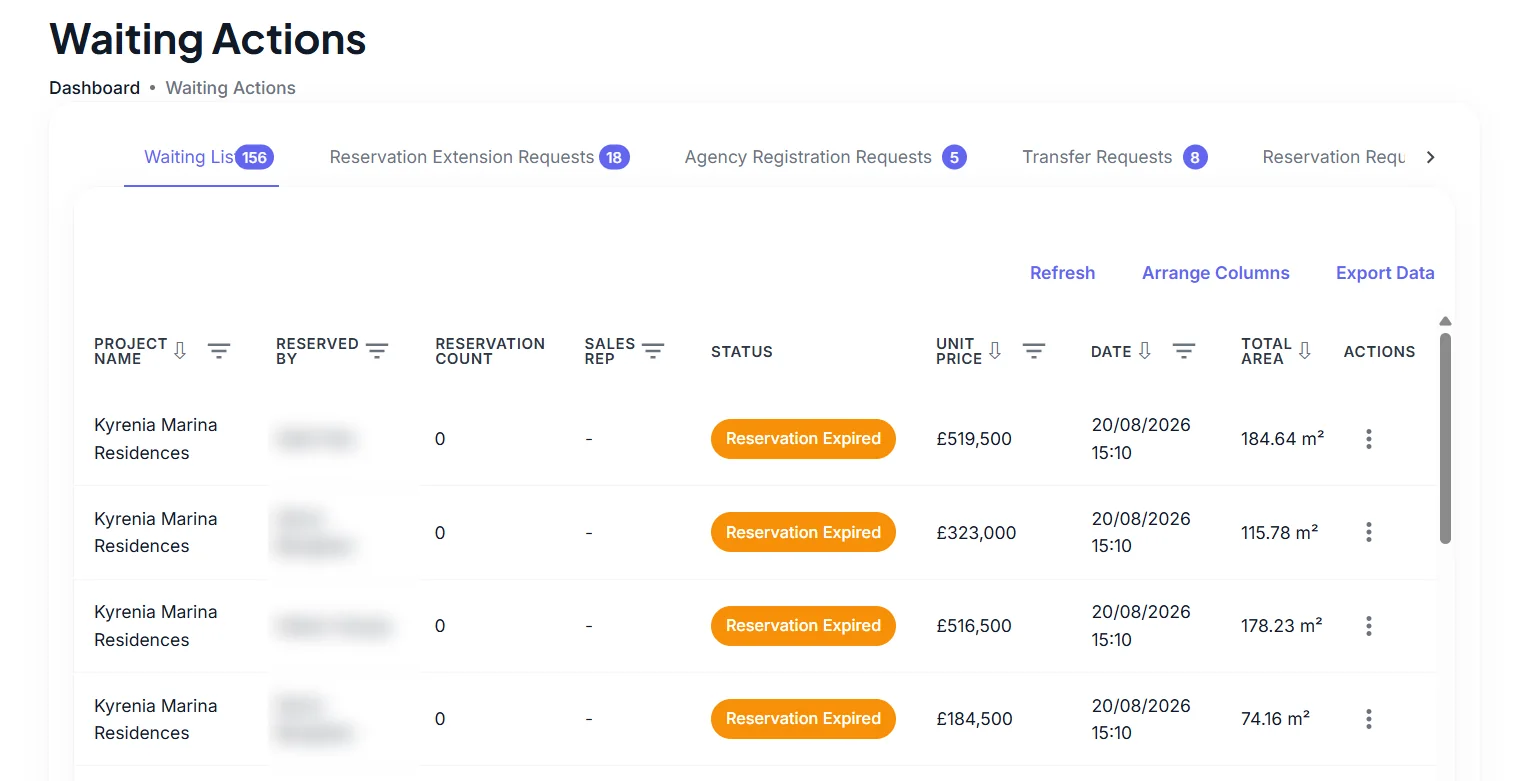 Waiting Actions
Dashboard • Waiting Actions
Waiting List 156 Reservation Extension Requests 18 Agency Registration Requests 5 Transfer Requests 8 Reservation Requ
Refresh Arrange Columns Export Data
PROJECT NAME RESERVED BY RESERVATION COUNT SALES REP STATUS UNIT PRICE DATE TOTAL AREA ACTIONS
Kyrenia Marina Residences 0 - Reservation Expired £519,500 20/08/2026 15:10 184.64 m²
Kyrenia Marina Residences 0 - Reservation Expired £323,000 20/08/2026 15:10 115.78 m²
Kyrenia Marina Residences 0 - Reservation Expired £516,500 20/08/2026 15:10 178.23 m²
Kyrenia Marina Residences 0 - Reservation Expired £184,500 20/08/2026 15:10 74.16 m²